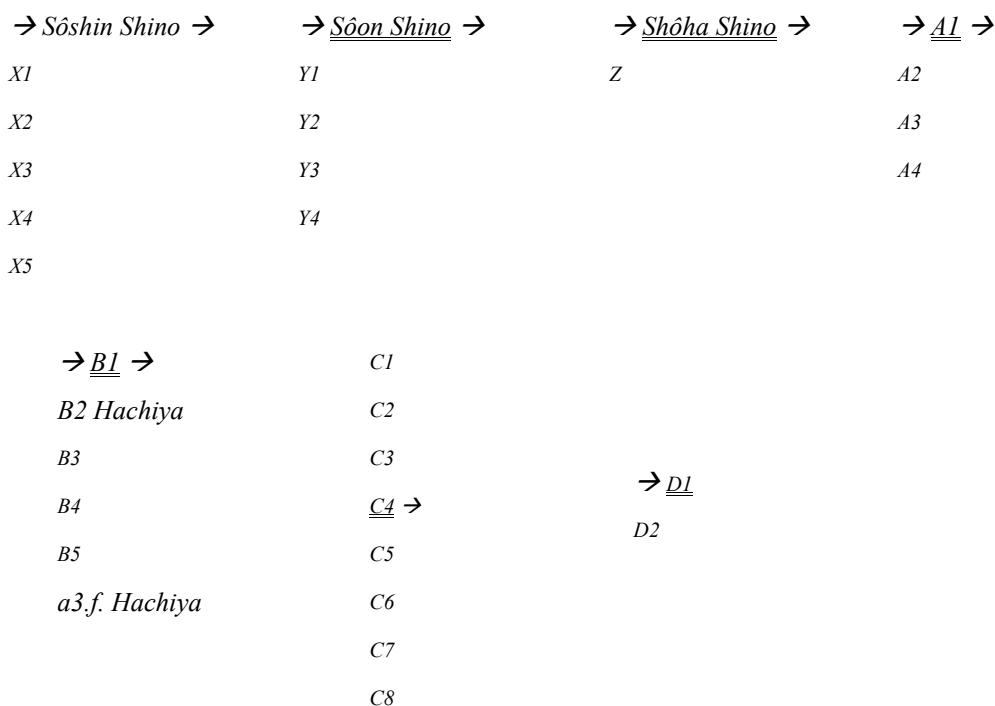 → Sôshin Shino → → Sôon Shino → → Shôha Shino → → A1 →
X1 Y1 Z A2
X2 Y2 A3
X3 Y3 A4
X4 Y4
X5
→ B1 → C1
B2 Hachiya C2
B3 C3
→ D1
B4 C4 →
D2
B5 C5
a3.f. Hachiya C6
C7
C8